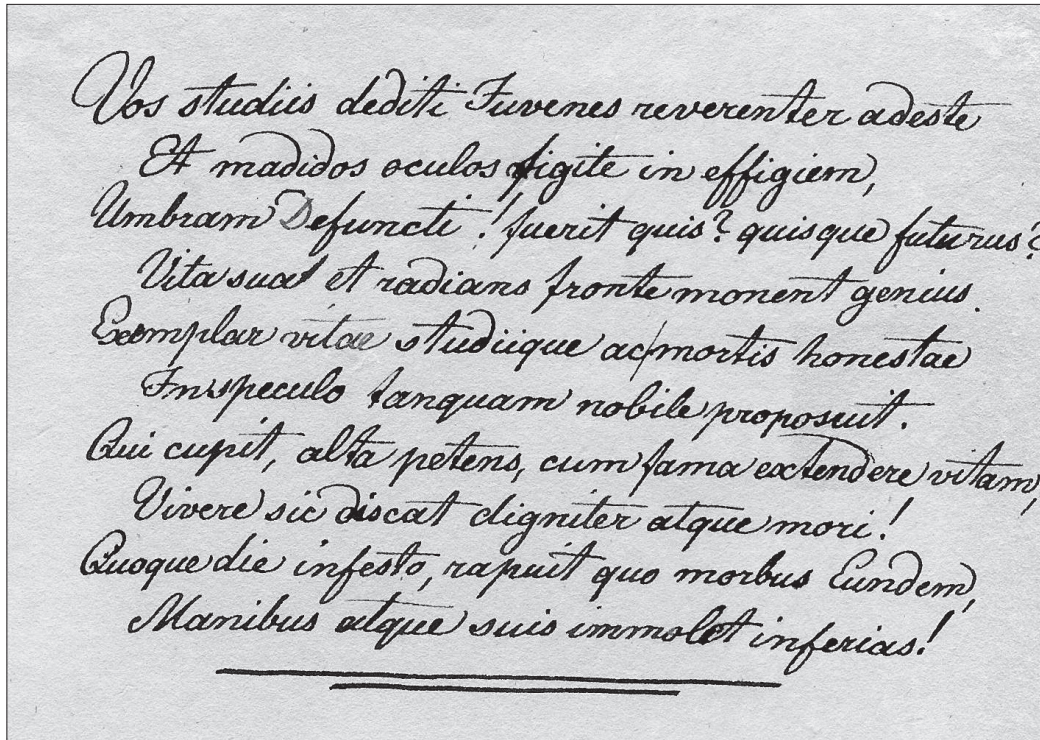 Vos studiis dediti Juvenes reverenter adeste
Et madidos oculos figite in effigiem,
Umbram Defuncti! fuerit quis? quisque futurus?
Vita sua et radians fronte monent genius.
Exemplar vitae studiique ac mortis honestae
In speculo tanquam nobile proposuit.
Qui cupit, alta petens, cum fama extendere vitam,
Vivere sic discat digniter atque mori!
Quoque die infesto, rapuit quo morbus Eundem,
Manibus atque suis immolet inferias!